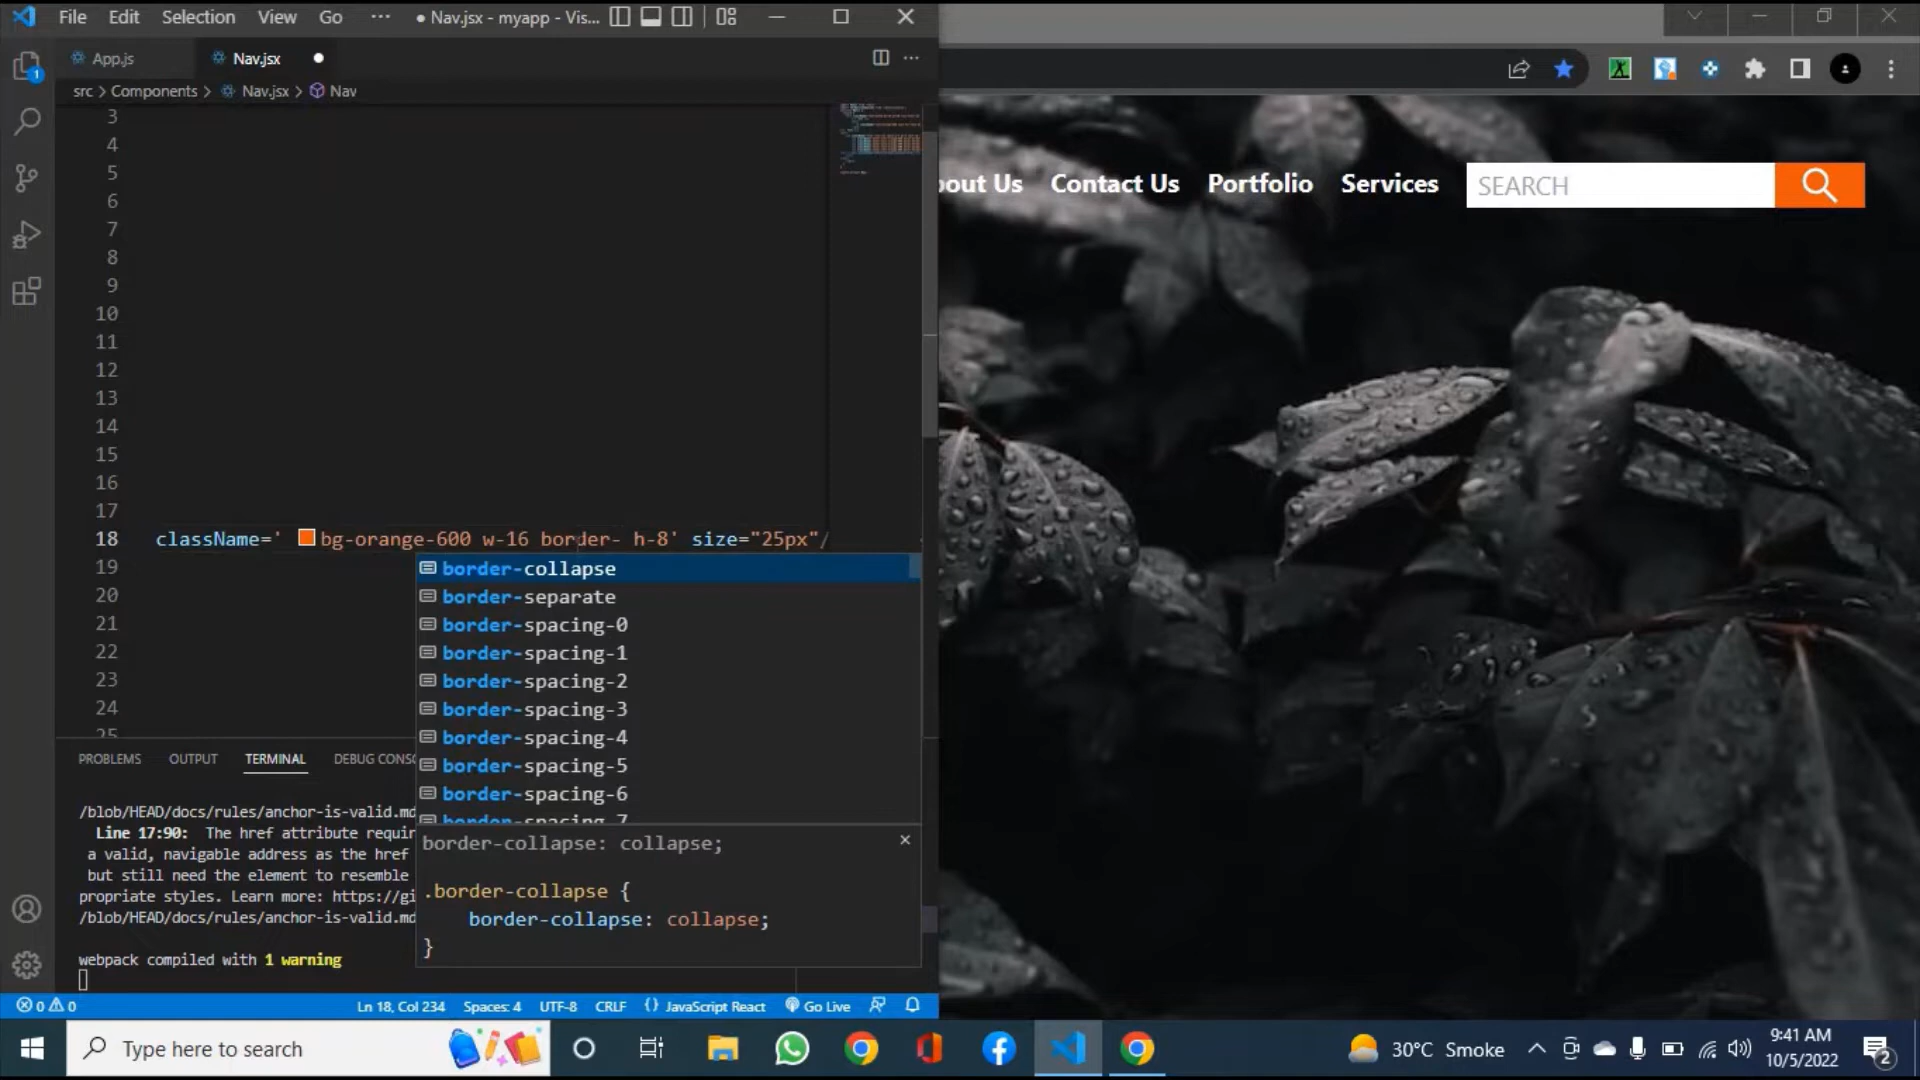 File Edit Selection View Go ··· ● Nav.jsx - myapp - Vis...
App.js Nav.jsx ●
src > Components > Nav.jsx > Nav
3
4
5
6
7
8
9
10
11
12
13
14
15
16
17
18 className=' bg-orange-600 w-16 border- h-8' size="25px"/
19
20
21
22
23
24
25
border-collapse
border-separate
border-spacing-0
border-spacing-1
border-spacing-2
border-spacing-3
border-spacing-4
border-spacing-5
border-spacing-6
border-spacing-7
border-collapse: collapse;
.border-collapse {
border-collapse: collapse;
}
PROBLEMS OUTPUT TERMINAL DEBUG CONSO
/blob/HEAD/docs/rules/anchor-is-valid.md
Line 17:90: The href attribute requir
a valid, navigable address as the href
but still need the element to resemble
propriate styles. Learn more: https://gi
/blob/HEAD/docs/rules/anchor-is-valid.md
webpack compiled with 1 warning
0 0 Ln 18, Col 234 Spaces: 4 UTF-8 CRLF {} JavaScript React Go Live
bout Us Contact Us Portfolio Services SEARCH
Type here to search
30°C Smoke
9:41 AM
10/5/2022
2
1